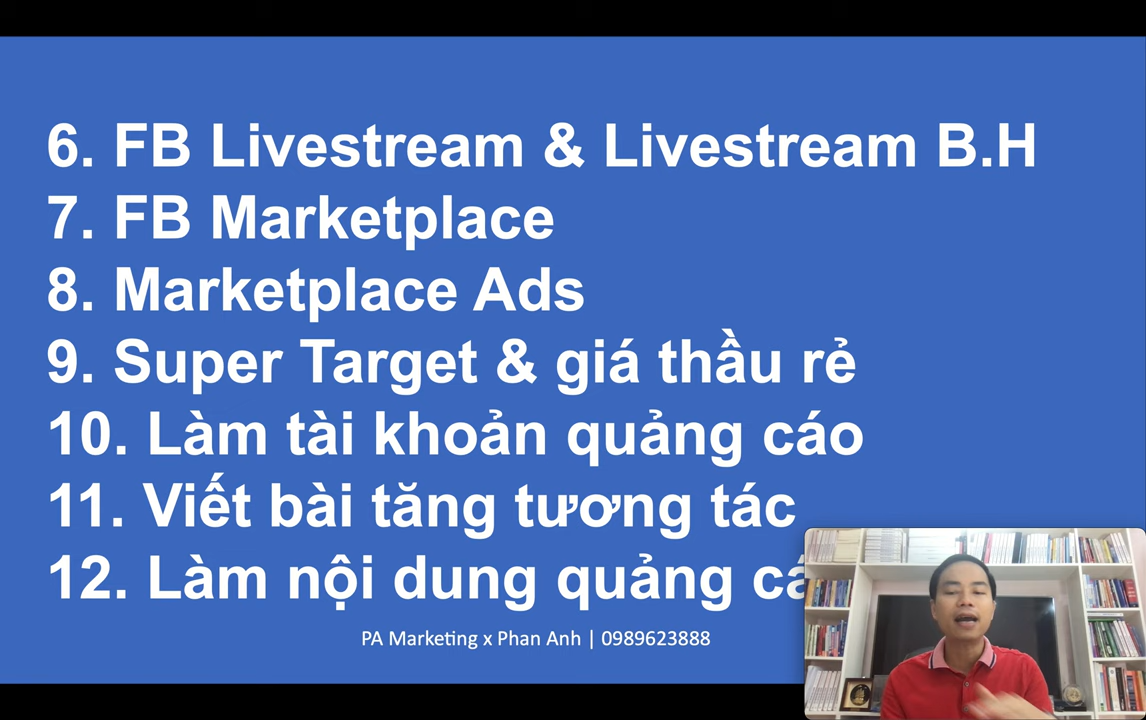 6. FB Livestream & Livestream B.H
7. FB Marketplace
8. Marketplace Ads
9. Super Target & giá thầu rẻ
10. Làm tài khoản quảng cáo
11. Viết bài tăng tương tác
12. Làm nội dung quảng
PA Marketing x Phan Anh | 0989623888